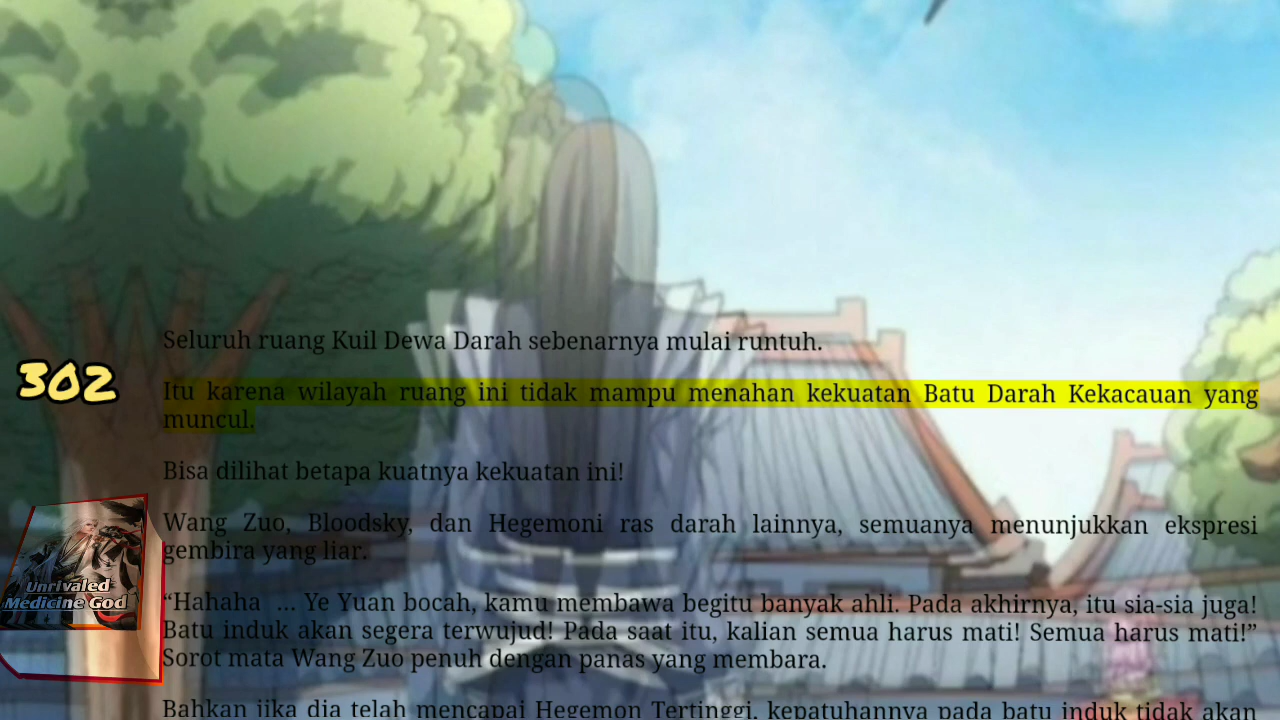 Seluruh ruang Kuil Dewa Darah sebenarnya mulai runtuh.
302
Itu karena wilayah ruang ini tidak mampu menahan kekuatan Batu Darah Kekacauan yang
muncul.
Bisa dilihat betapa kuatnya kekuatan ini!
Wang Zuo, Bloodsky, dan Hegemoni ras darah lainnya, semuanya menunjukkan ekspresi
gembira yang liar.
Unrivaled
Medicine God
“Hahaha … Ye Yuan bocah, kamu membawa begitu banyak ahli. Pada akhirnya, itu sia-sia juga!
Batu induk akan segera terwujud! Pada saat itu, kalian semua harus mati! Semua harus mati!”
Sorot mata Wang Zuo penuh dengan panas yang membara.
Bahkan jika dia telah mencapai Hegemon Tertinggi, kepatuhannya pada batu induk tidak akan